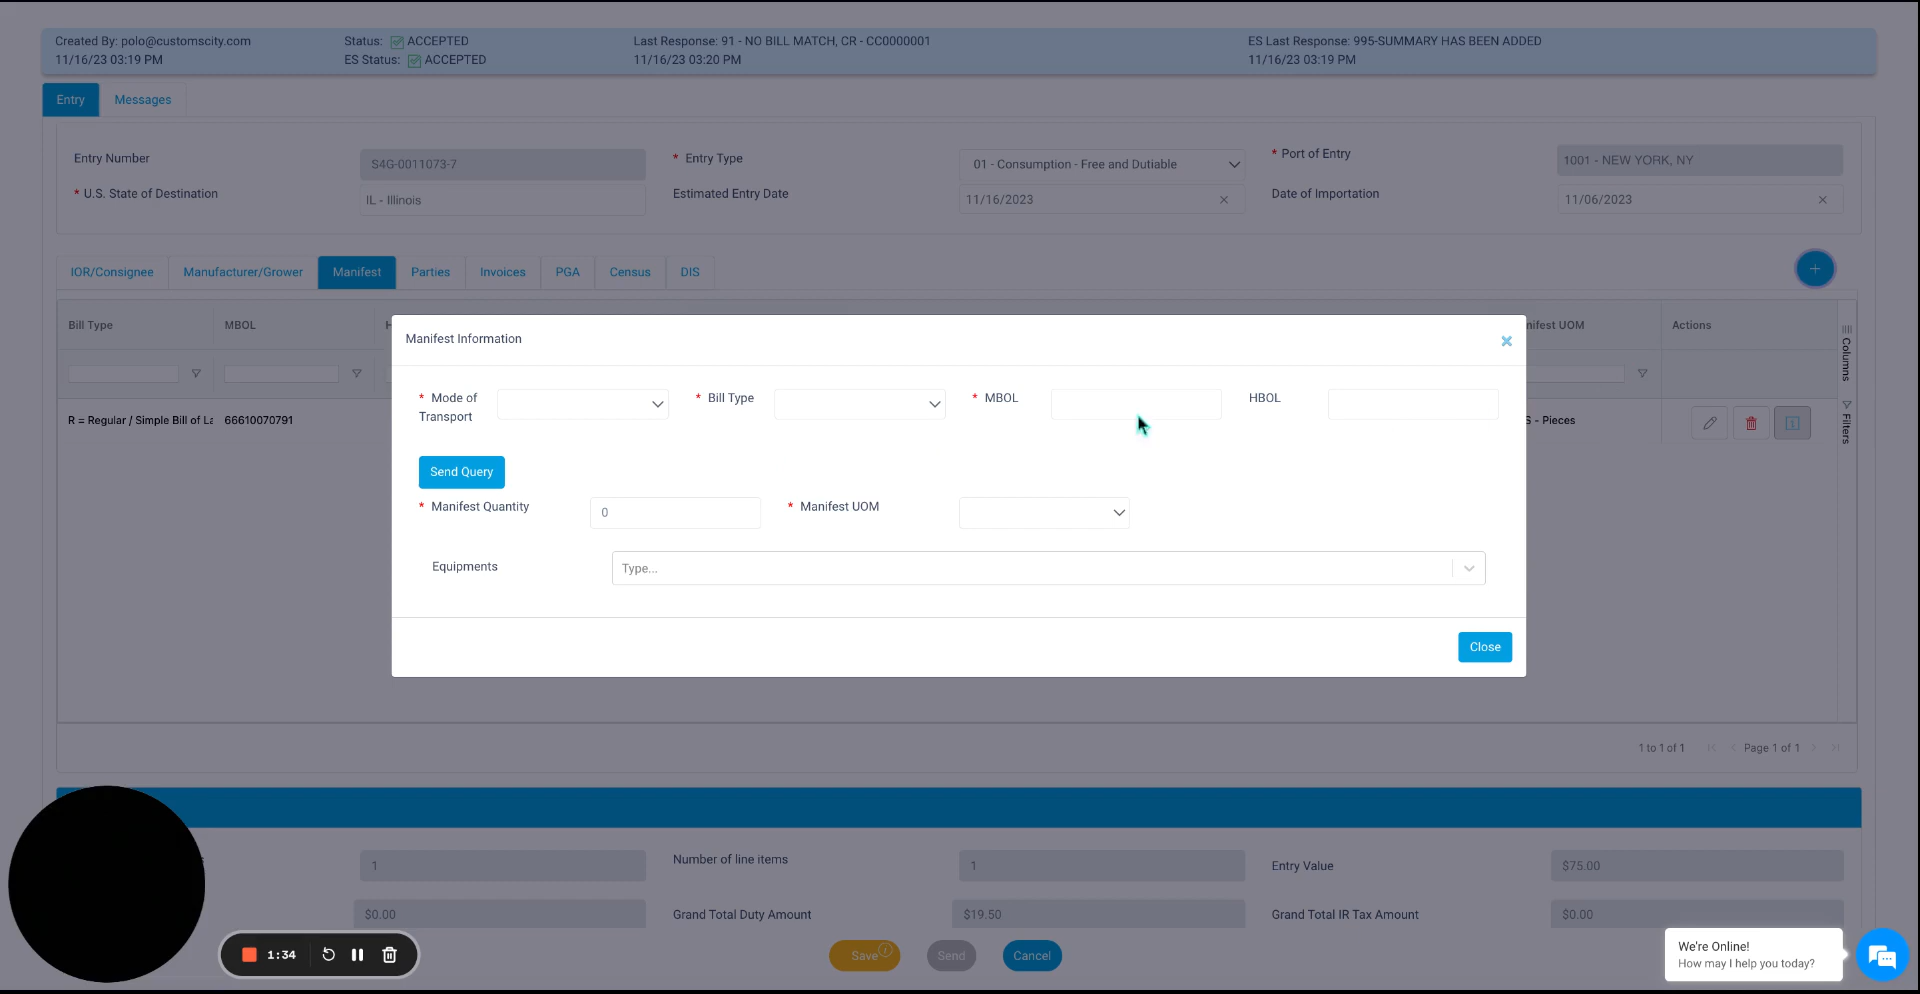 Created By: polo@customscity.com
11/16/23 03:19 PM
Status: ACCEPTED
ES Status: ACCEPTED
Last Response: 91 - NO BILL MATCH, CR - CC0000001
11/16/23 03:20 PM
ES Last Response: 995-SUMMARY HAS BEEN ADDED
11/16/23 03:19 PM
Entry
Messages
Entry Number
S4G-0011073-7
* Entry Type
01 - Consumption - Free and Dutiable
* Port of Entry
1001 - NEW YORK, NY
* U.S. State of Destination
IL - Illinois
Estimated Entry Date
11/16/2023
Date of Importation
11/06/2023
IOR/Consignee
Manufacturer/Grower
Manifest
Parties
Invoices
PGA
Census
DIS
Bill Type
MBOL
H
nifest UOM
Actions
Columns
Filters
R = Regular / Simple Bill of La
66610070791
S - Pieces
Manifest Information
* Mode of
Transport
* Bill Type
* MBOL
HBOL
Send Query
* Manifest Quantity
0
* Manifest UOM
Equipments
Type...
Close
1 to 1 of 1
Page 1 of 1
1
Number of line items
1
Entry Value
$75.00
$0.00
Grand Total Duty Amount
$19.50
Grand Total IR Tax Amount
$0.00
Save
Send
Cancel
1:34
We're Online!
How may I help you today?